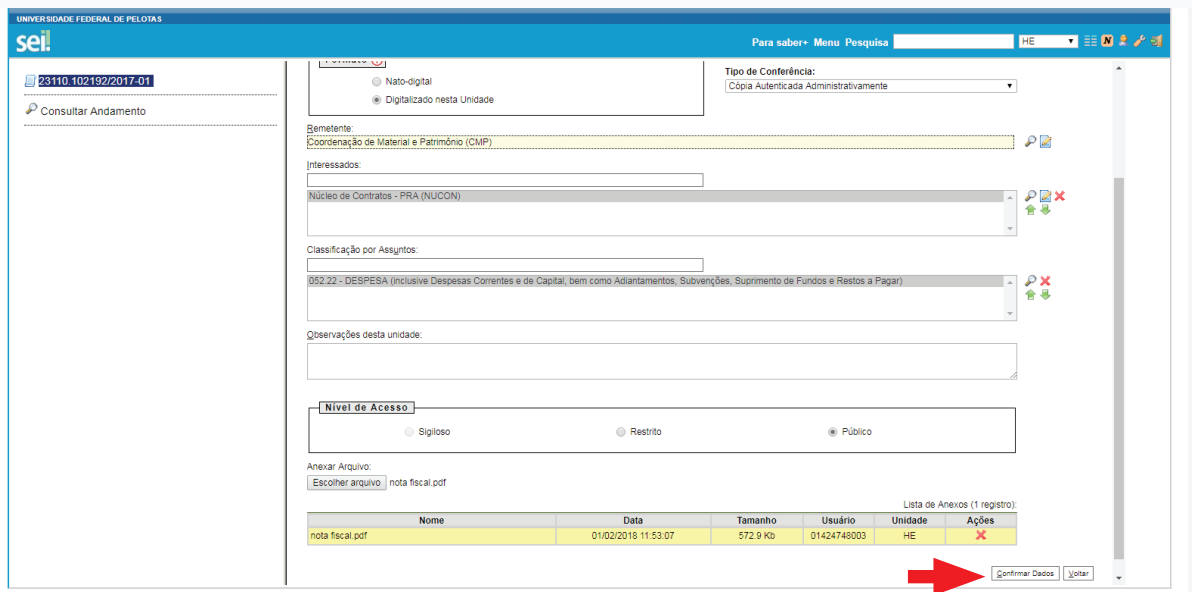 UNIVERSIDADE FEDERAL DE PELOTAS
sei!
Para saber+ Menu Pesquisa
HE
N
23110.102192/2017-01
Consultar Andamento
Formato
Nato-digital
Digitalizado nesta Unidade
Tipo de Conferência:
Cópia Autenticada Administrativamente
Remetente:
Coordenação de Material e Patrimônio (CMP)
Interessados:
Núcleo de Contratos - PRA (NUCON)
Classificação por Assuntos:
052.22 - DESPESA (inclusive Despesas Correntes e de Capital, bem como Adiantamentos, Subvenções, Suprimento de Fundos e Restos a Pagar)
Observações desta unidade:
Nível de Acesso
Sigiloso Restrito Público
Anexar Arquivo:
Escolher arquivo nota fiscal.pdf
Lista de Anexos (1 registro):
Nome Data Tamanho Usuário Unidade Ações
nota fiscal.pdf 01/02/2018 11:53:07 572.9 Kb 01424748003 HE
Confirmar Dados Voltar